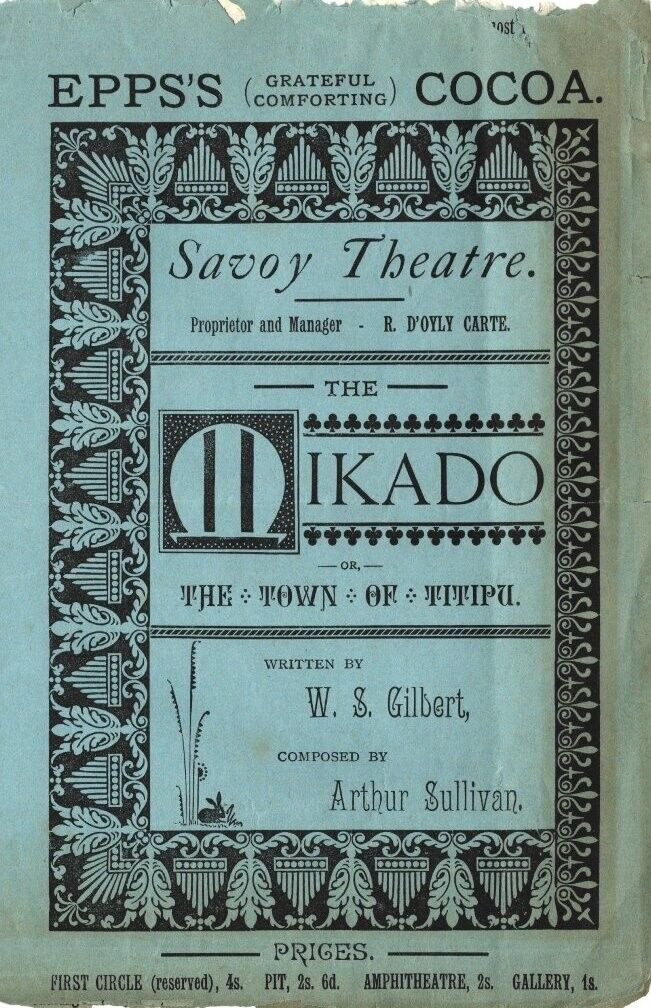 EPPS'S (GRATEFUL COMFORTING) COCOA.
Savoy Theatre.
Proprietor and Manager - R. D'OYLY CARTE.
THE
MIKADO
OR,
THE TOWN OF TITIPU.
WRITTEN BY
W. S. Gilbert,
COMPOSED BY
Arthur Sullivan.
PRICES.
FIRST CIRCLE (reserved), 4s. PIT, 2s. 6d. AMPHITHEATRE, 2s. GALLERY, 1s.